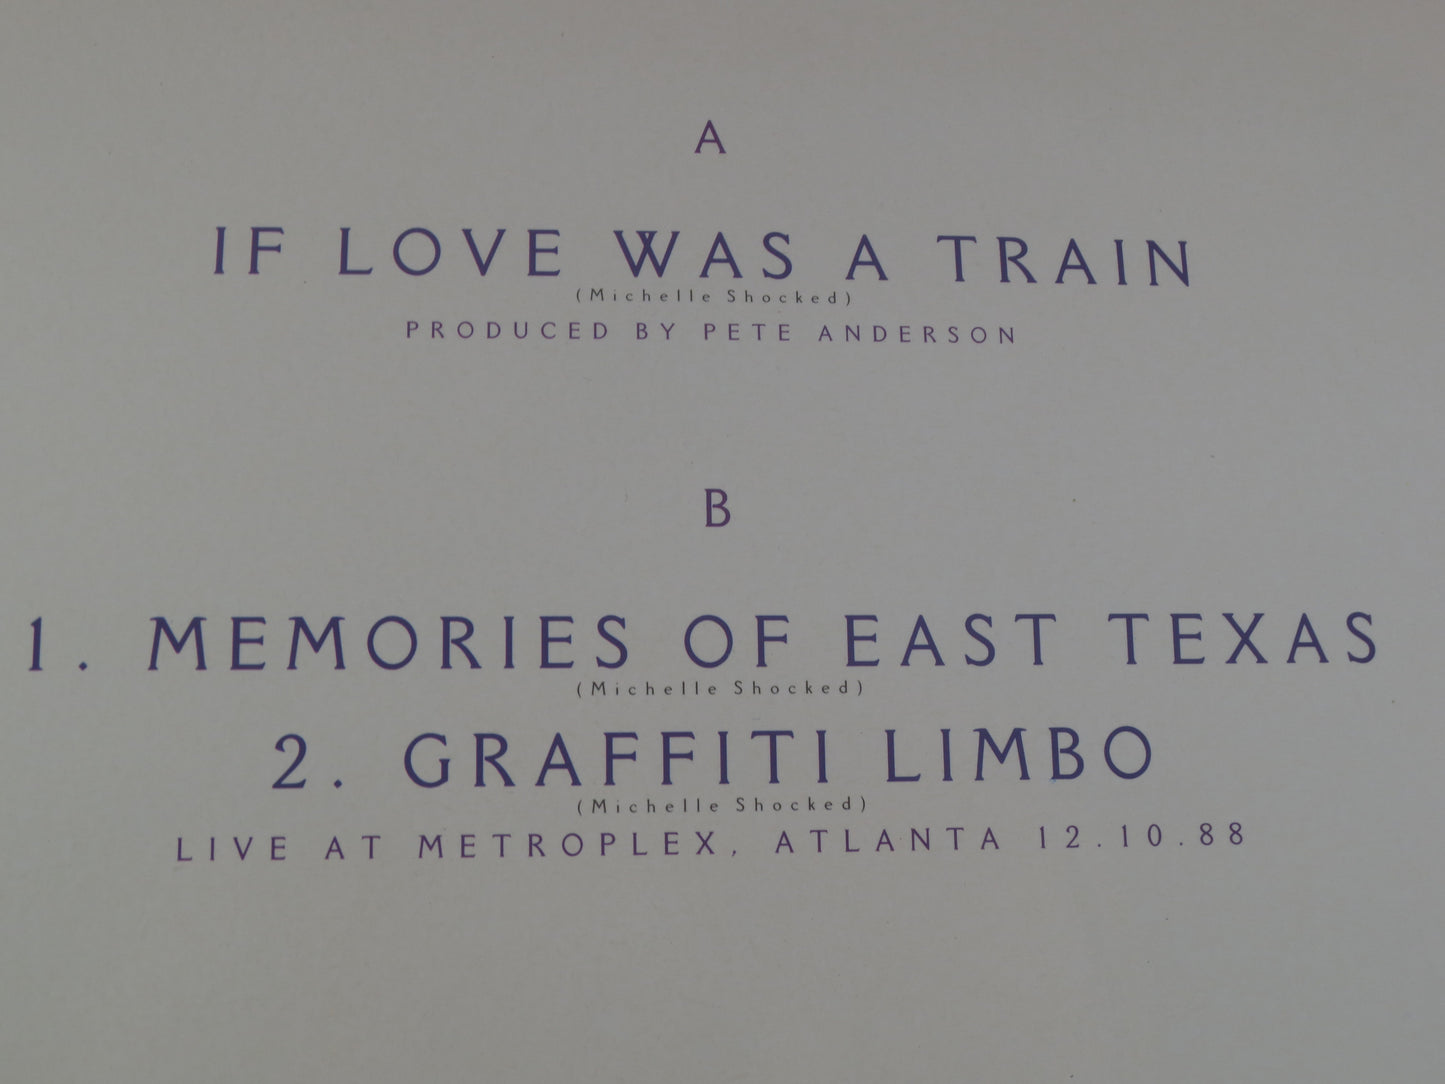 A
IF LOVE WAS A TRAIN
(Michelle Shocked)
PRODUCED BY PETE ANDERSON
B
1. MEMORIES OF EAST TEXAS
(Michelle Shocked)
2. GRAFFITI LIMBO
(Michelle Shocked)
LIVE AT METROPLEX, ATLANTA 12.10.88